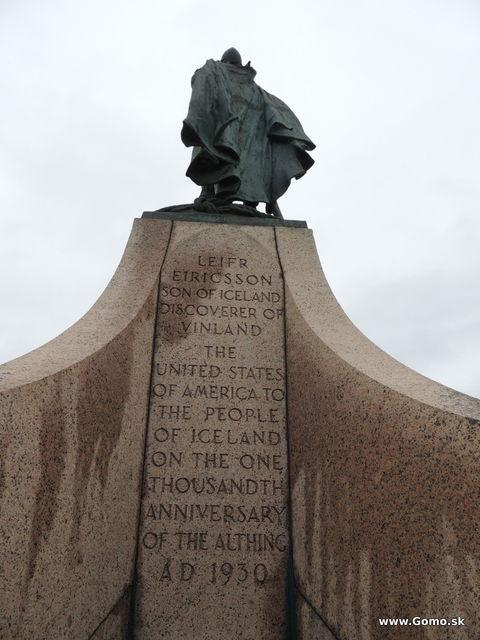 LEIFR
EIRICSSON
SON OF ICELAND
DISCOVERER OF
VINLAND
THE
UNITED STATES
OF AMERICA TO
THE PEOPLE
OF ICELAND
ON THE ONE
THOUSANDTH
ANNIVERSARY
OF THE ALTHING
AD 1930
www.Gomo.sk